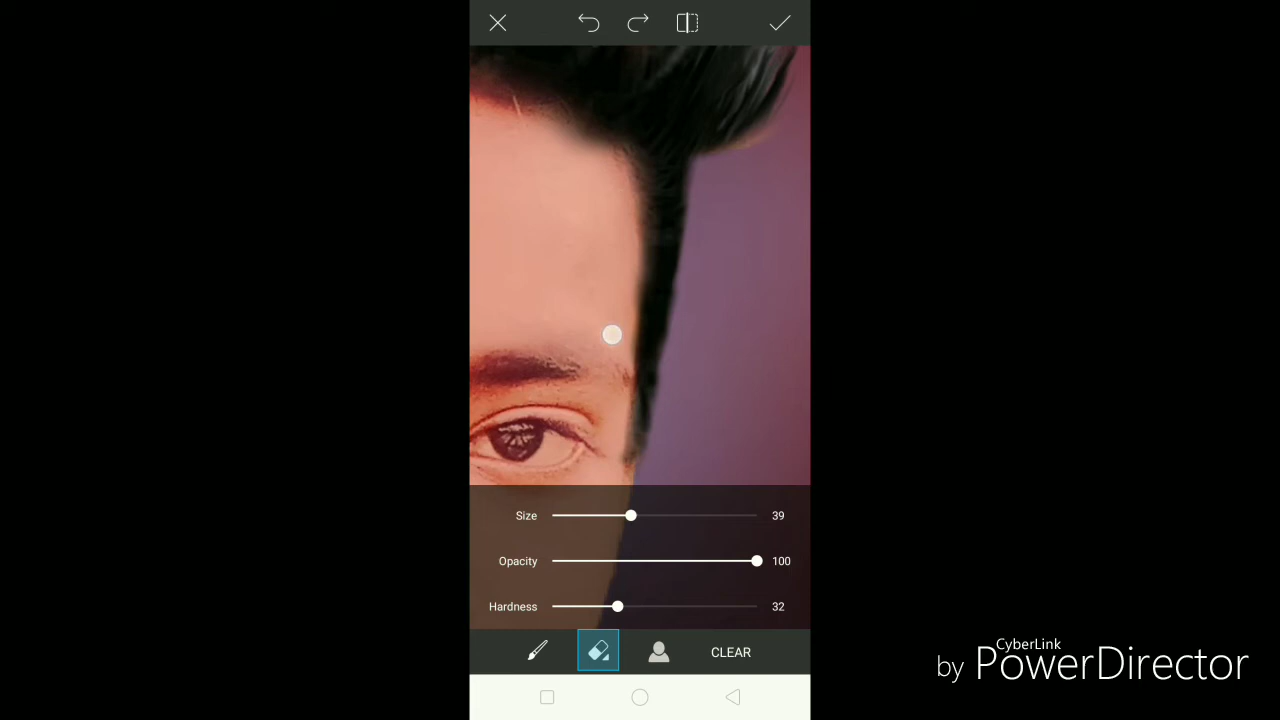 Size 39
Opacity 100
Hardness 32
CLEAR
CyberLink
by PowerDirector